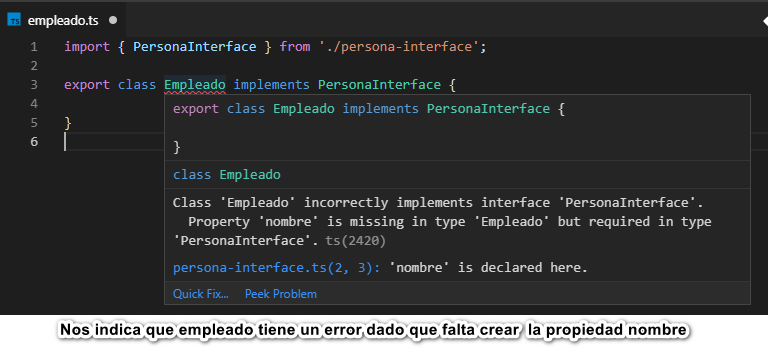 TS empleado.ts
1 import { PersonaInterface } from './persona-interface';
2
3 export class Empleado implements PersonaInterface {
4
5 }
6
export class Empleado implements PersonaInterface {
}
class Empleado
Class 'Empleado' incorrectly implements interface 'PersonaInterface'.
Property 'nombre' is missing in type 'Empleado' but required in type
'PersonaInterface'. ts(2420)
persona-interface.ts(2, 3): 'nombre' is declared here.
Quick Fix... Peek Problem
Nos indica que empleado tiene un error dado que falta crear la propiedad nombre